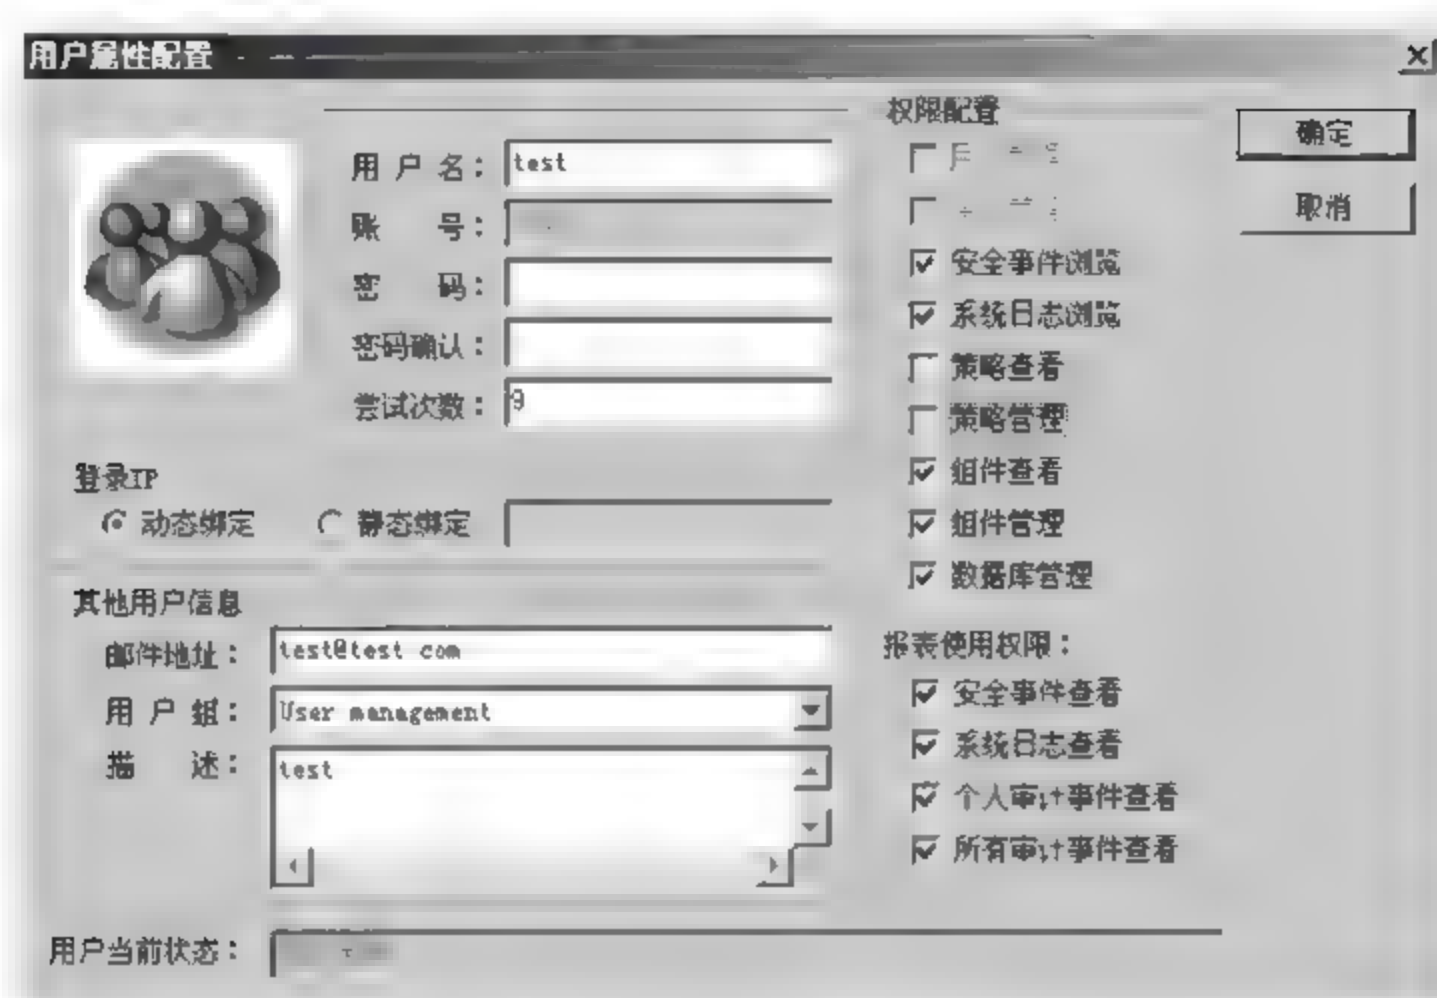 用户属性配置
用户名：
test
账号：
密码：
密码确认：
尝试次数：
9
登录IP
动态绑定
静态绑定
其他用户信息
邮件地址：
test@test com
用户组：
User management
描述：
test
用户当前状态：
权限配置
安全事件浏览
系统日志浏览
策略查看
策略管理
组件查看
组件管理
数据库管理
报表使用权限：
安全事件查看
系统日志查看
个人审计事件查看
所有审计事件查看
确定
取消